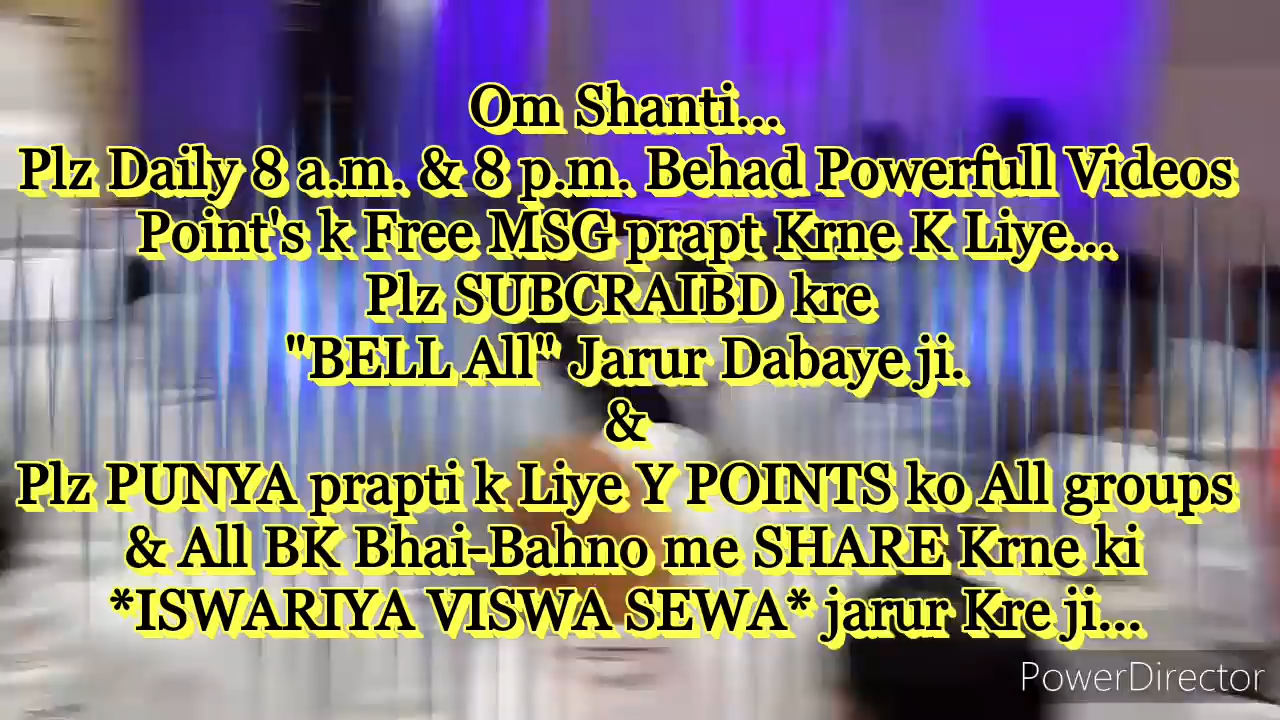 Om Shanti...
Plz Daily 8 a.m. & 8 p.m. Behad Powerfull Videos
Point's k Free MSG prapt Krne K Liye...
Plz SUBCRAIBD kre
"BELL All" Jarur Dabaye ji.
&
Plz PUNYA prapti k Liye Y POINTS ko All groups
& All BK Bhai-Bahno me SHARE Krne ki
*ISWARIYA VISWA SEWA* jarur Kre ji...
PowerDirector